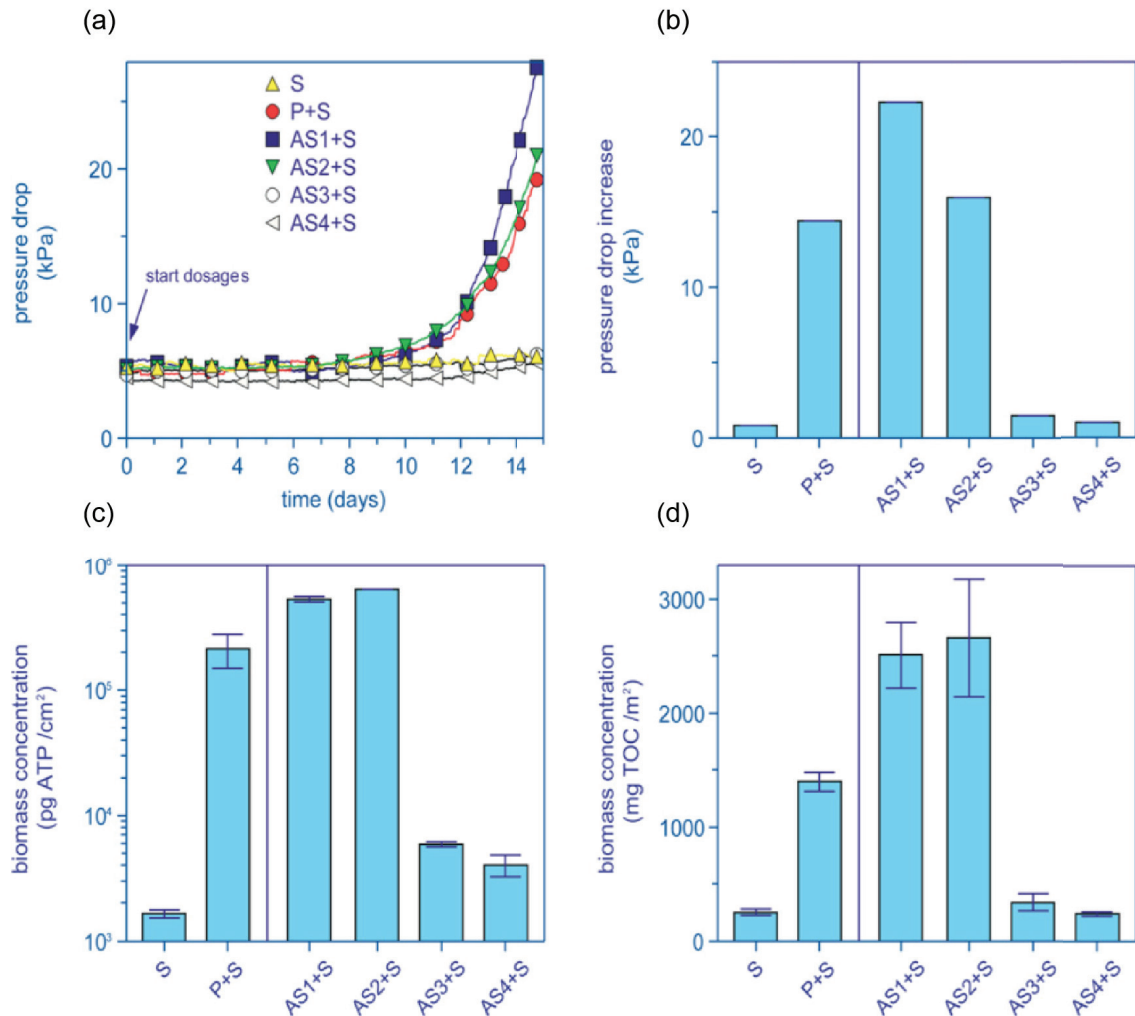 (a)
pressure drop
(kPa)
20
10
0
start dosages
S
P+S
AS1+S
AS2+S
AS3+S
AS4+S
0 2 4 6 8 10 12 14
time (days)
(b)
pressure drop increase
(kPa)
20
10
0
S P+S AS1+S AS2+S AS3+S AS4+S
(c)
biomass concentration
(pg ATP /cm²)
10⁶
10⁵
10⁴
10³
S P+S AS1+S AS2+S AS3+S AS4+S
(d)
biomass concentration
(mg TOC /m²)
3000
2000
1000
0
S P+S AS1+S AS2+S AS3+S AS4+S